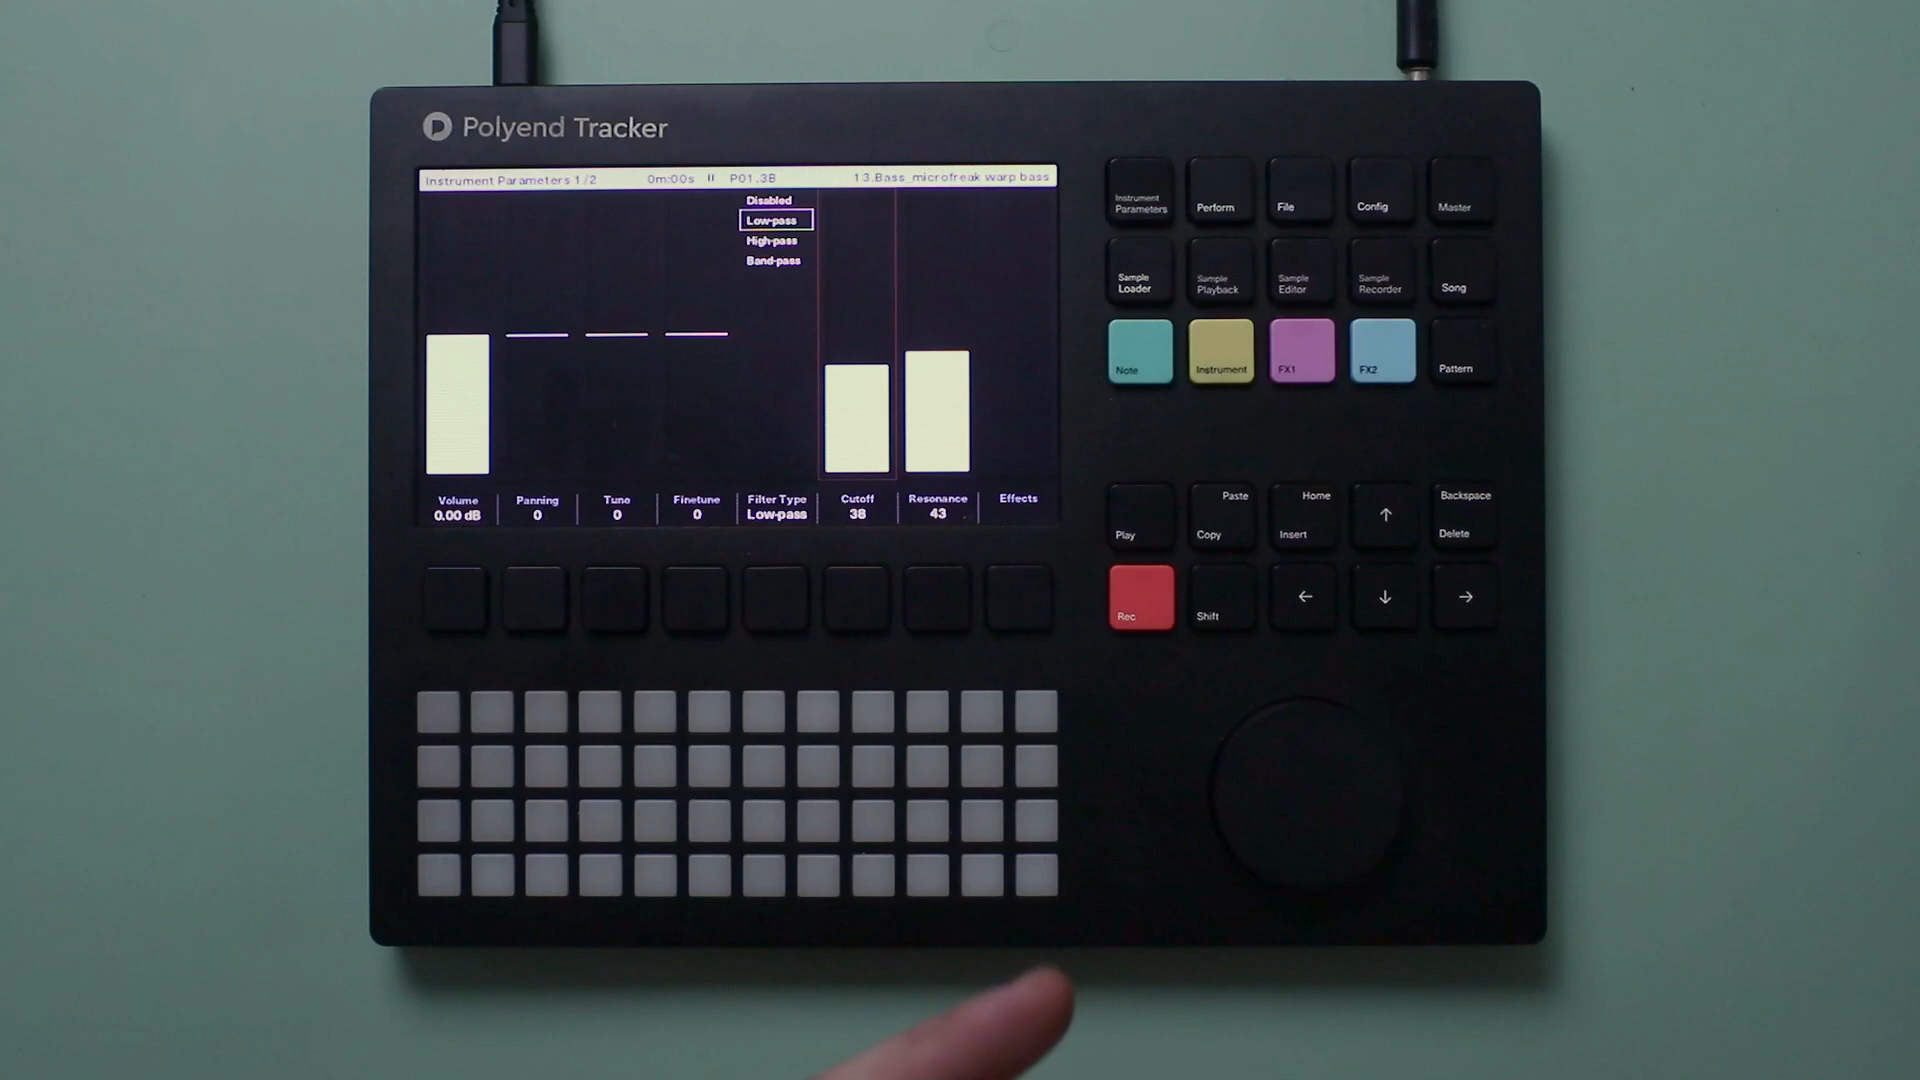 Polyend Tracker
Instrument Parameters 1/2 0m:00s P01.3B 13.Bass_microfreak warp bass
Disabled
Low-pass
High-pass
Band-pass
Volume Panning Tune Finetune Filter Type Cutoff Resonance Effects
0.00 dB 0 0 0 Low-pass 38 43
Instrument Parameters
Perform
File
Config
Master
Sample Loader
Sample Playback
Sample Editor
Sample Recorder
Song
Note
Instrument
FX1
FX2
Pattern
Play
Paste
Copy
Home
Insert
↑
Backspace
Delete
Rec
Shift
←
↓
→